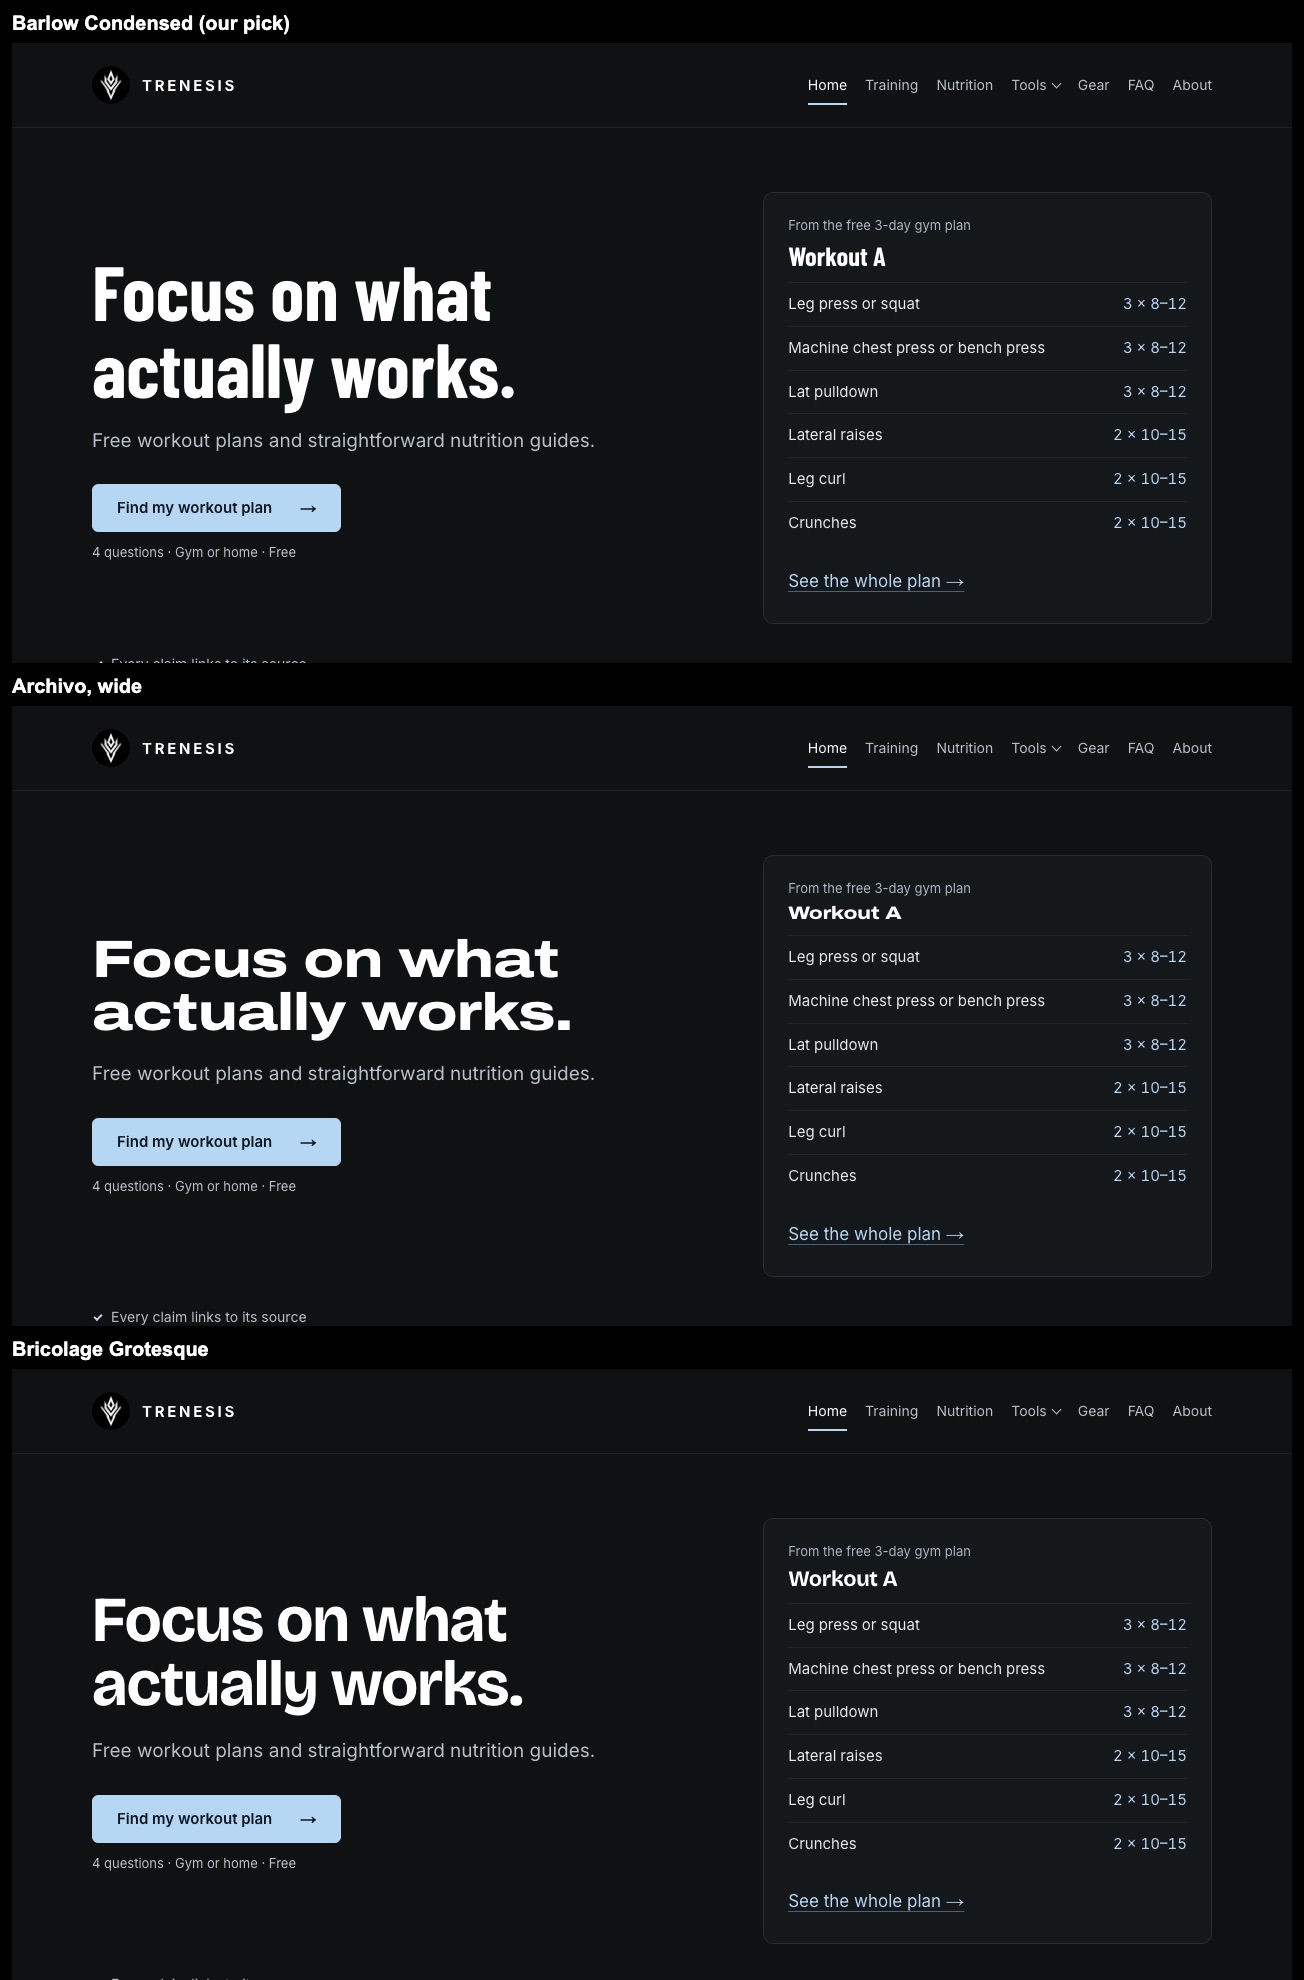 Barlow Condensed (our pick)
TRENESIS
Home Training Nutrition Tools Gear FAQ About
Focus on what
actually works.
Free workout plans and straightforward nutrition guides.
Find my workout plan →
4 questions · Gym or home · Free
From the free 3-day gym plan
Workout A
Leg press or squat 3 × 8–12
Machine chest press or bench press 3 × 8–12
Lat pulldown 3 × 8–12
Lateral raises 2 × 10–15
Leg curl 2 × 10–15
Crunches 2 × 10–15
See the whole plan →
Every claim links to its source
Archivo, wide
TRENESIS
Home Training Nutrition Tools Gear FAQ About
Focus on what
actually works.
Free workout plans and straightforward nutrition guides.
Find my workout plan →
4 questions · Gym or home · Free
From the free 3-day gym plan
Workout A
Leg press or squat 3 × 8–12
Machine chest press or bench press 3 × 8–12
Lat pulldown 3 × 8–12
Lateral raises 2 × 10–15
Leg curl 2 × 10–15
Crunches 2 × 10–15
See the whole plan →
✓ Every claim links to its source
Bricolage Grotesque
TRENESIS
Home Training Nutrition Tools Gear FAQ About
Focus on what
actually works.
Free workout plans and straightforward nutrition guides.
Find my workout plan →
4 questions · Gym or home · Free
From the free 3-day gym plan
Workout A
Leg press or squat 3 × 8–12
Machine chest press or bench press 3 × 8–12
Lat pulldown 3 × 8–12
Lateral raises 2 × 10–15
Leg curl 2 × 10–15
Crunches 2 × 10–15
See the whole plan →